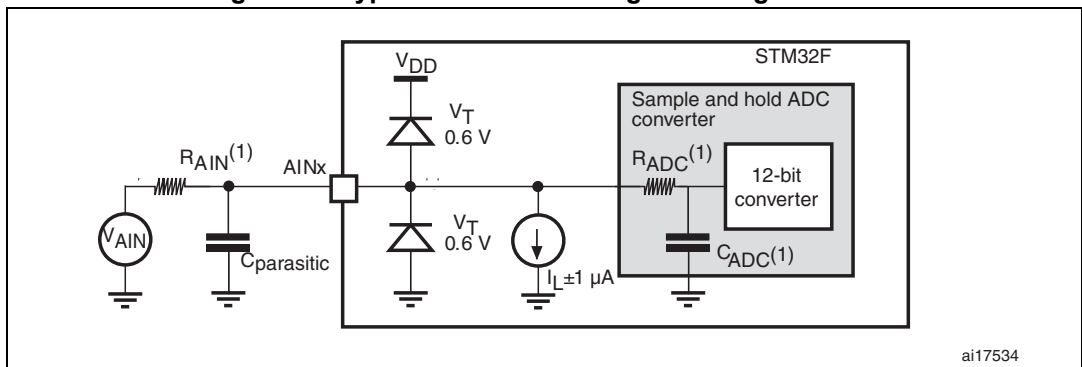 STM32F
VDD
Sample and hold ADC
converter
VT
0.6 V
RAIN(1)
AINx
RADC(1)
12-bit
converter
VAIN
Cparasitic
VT
0.6 V
IL±1 µA
CADC(1)
ai17534